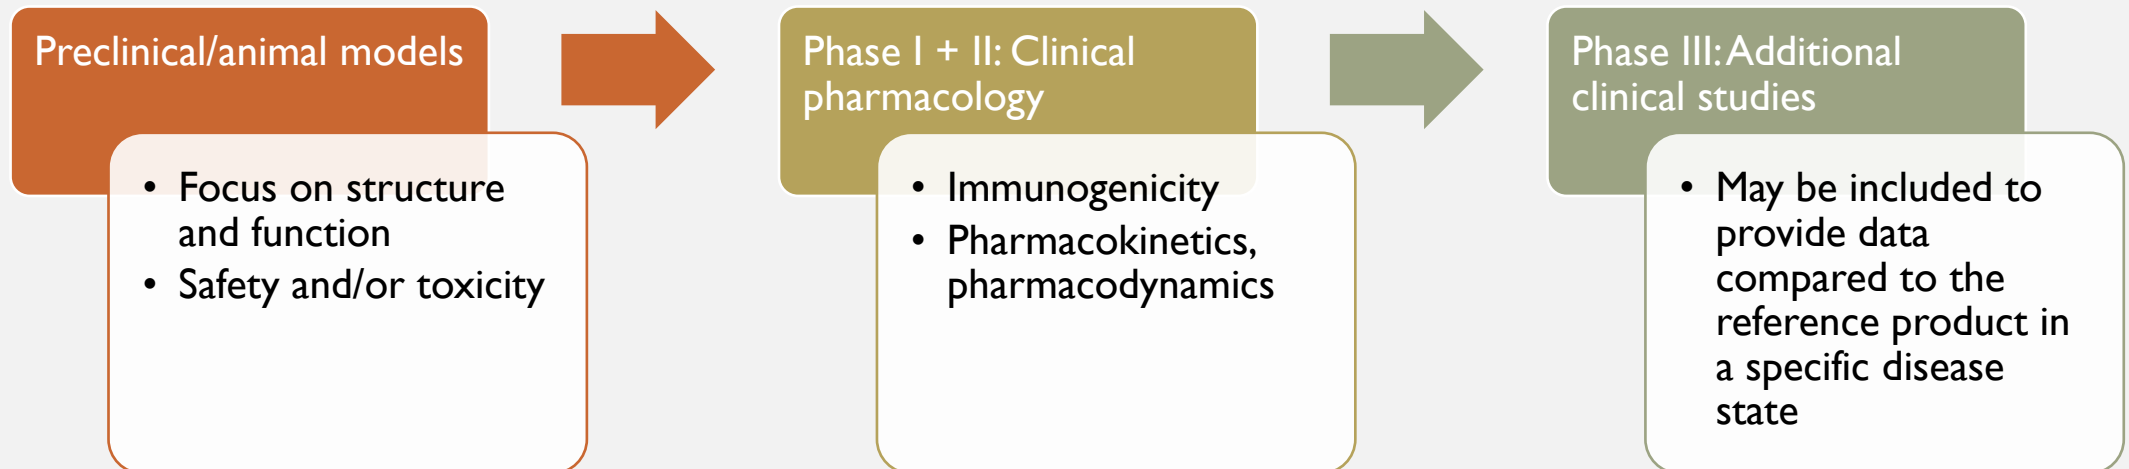 Preclinical/animal models
• Focus on structure
and function
• Safety and/or toxicity
Phase I + II: Clinical
pharmacology
• Immunogenicity
• Pharmacokinetics,
pharmacodynamics
Phase III: Additional
clinical studies
• May be included to
provide data
compared to the
reference product in
a specific disease
state